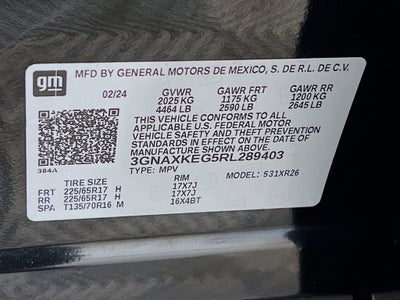 gm
MFD BY GENERAL MOTORS DE MEXICO, S. DE R.L. DE C.V.
02/24 GVWR GAWR FRT GAWR RR
2025 KG 1175 KG 1200 KG
4464 LB 2590 LB 2645 LB
THIS VEHICLE CONFORMS TO ALL APPLICABLE
U.S. FEDERAL MOTOR
VEHICLE SAFETY AND THEFT PREVENTION
STANDARDS IN EFFECT ON THE DATE OF
MANUFACTURE SHOWN ABOVE.
3GNAXKEG5RL289403
384A
TYPE: MPV MODEL: 531XR26
TIRE SIZE RIM
FRT 225/65R17 H 17X7J
RR 225/65R17 H 17X7J
SPA T135/70R16 M 16X4BT